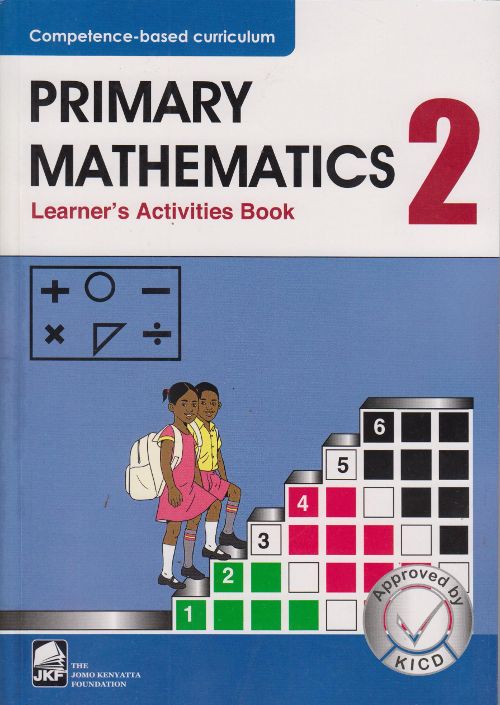 Competence-based curriculum
PRIMARY
MATHEMATICS
2
Learner's Activities Book
+ ○ −
× ÷
6
5
4
3
2
1
Approved by
KICD
JKF
THE
JOMO KENYATTA
FOUNDATION